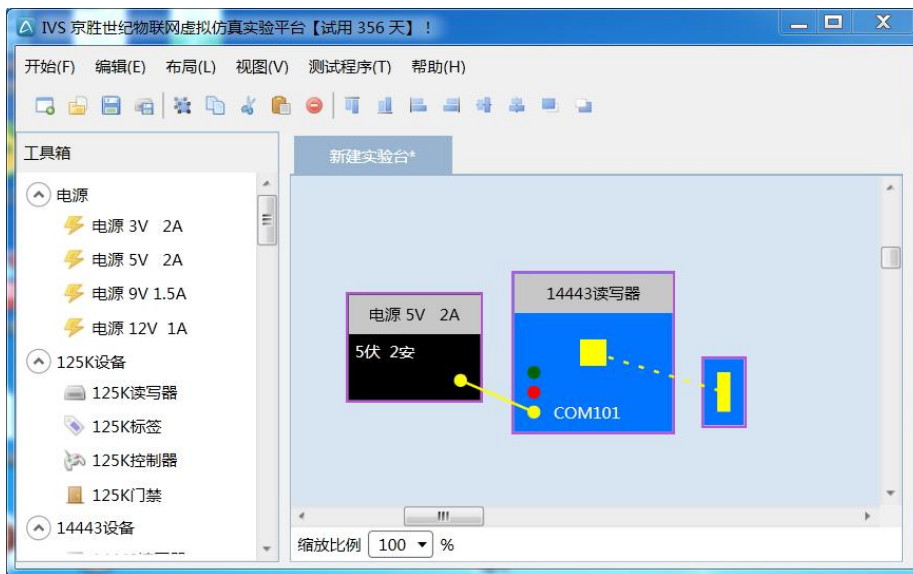 IVS 京胜世纪物联网虚拟仿真实验平台【试用 356 天】！
开始(F) 编辑(E) 布局(L) 视图(V) 测试程序(T) 帮助(H)
工具箱
新建实验台*
电源
电源 3V 2A
电源 5V 2A
电源 9V 1.5A
电源 12V 1A
125K设备
125K读写器
125K标签
125K控制器
125K门禁
14443设备
电源 5V 2A
5伏 2安
14443读写器
COM101
缩放比例 100 %